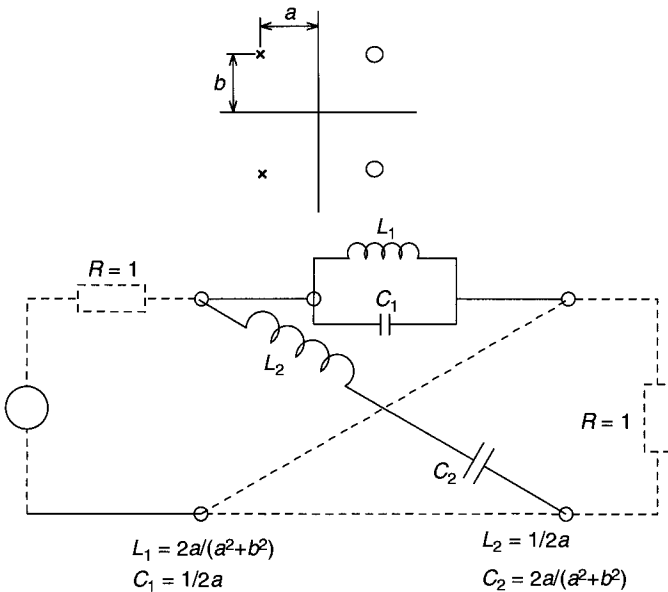 a
b
L₁
R = 1
C₁
L₂
R = 1
C₂
L₁ = 2a/(a²+b²)
C₁ = 1/2a
L₂ = 1/2a
C₂ = 2a/(a²+b²)